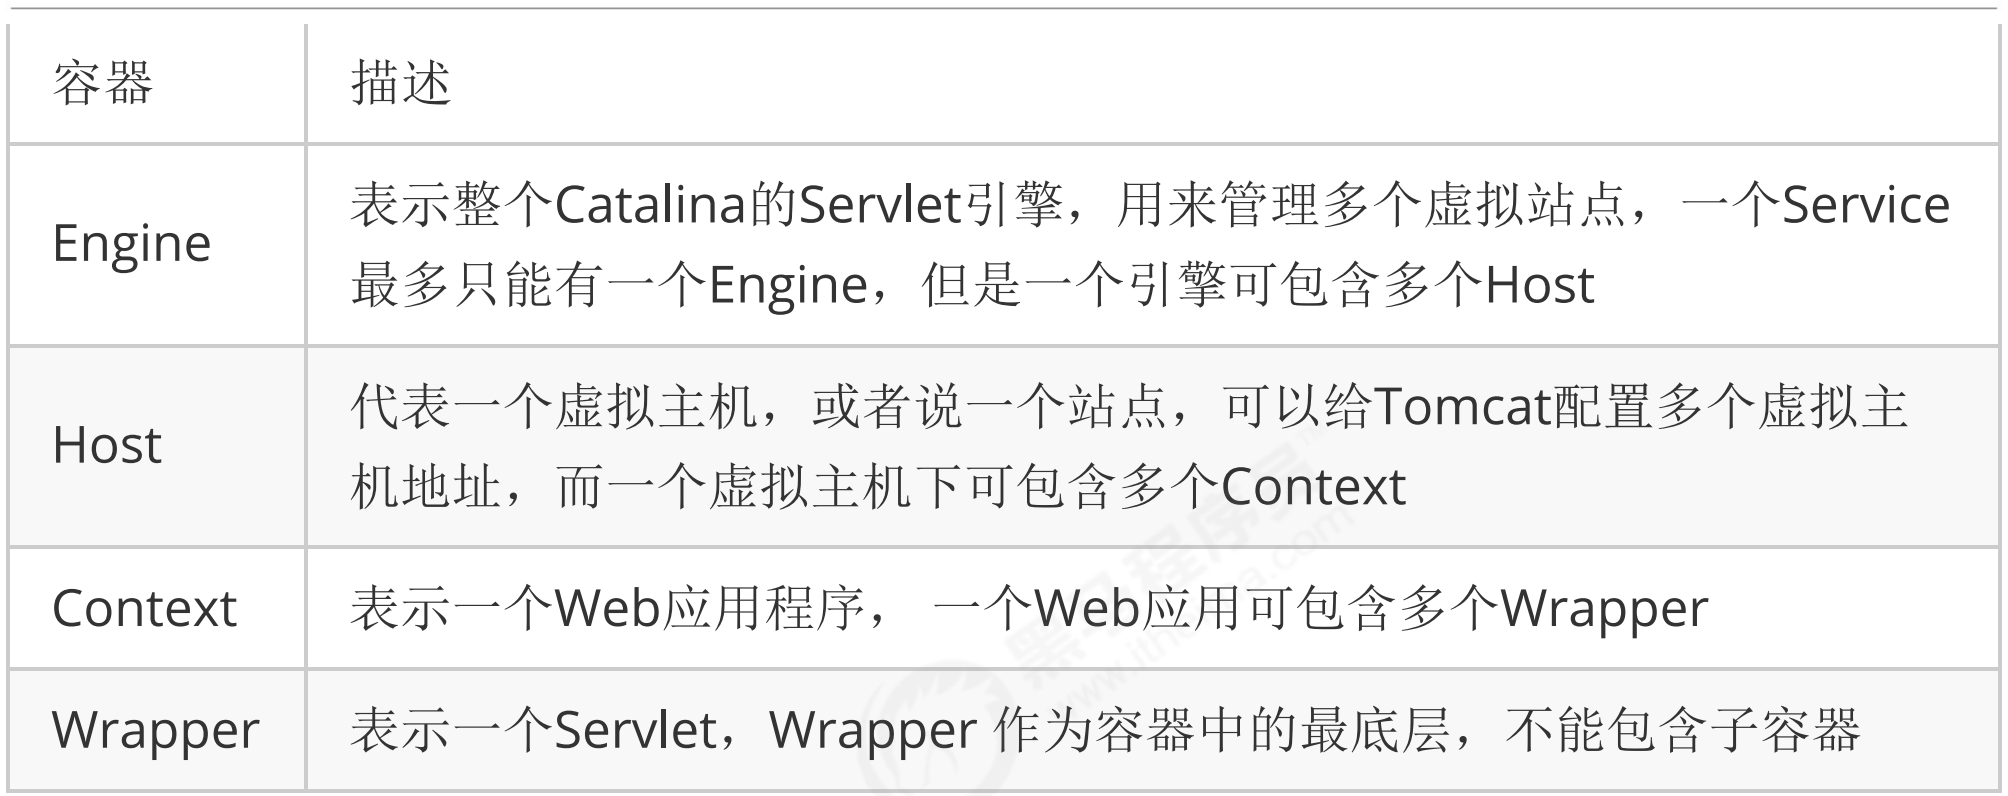 容器
描述
Engine
表示整个Catalina的Servlet引擎，用来管理多个虚拟站点，一个Service
最多只能有一个Engine，但是一个引擎可包含多个Host
Host
代表一个虚拟主机，或者说一个站点，可以给Tomcat配置多个虚拟主
机地址，而一个虚拟主机下可包含多个Context
Context
表示一个Web应用程序， 一个Web应用可包含多个Wrapper
Wrapper
表示一个Servlet，Wrapper 作为容器中的最底层，不能包含子容器
黑马程序员
www.itheima.com